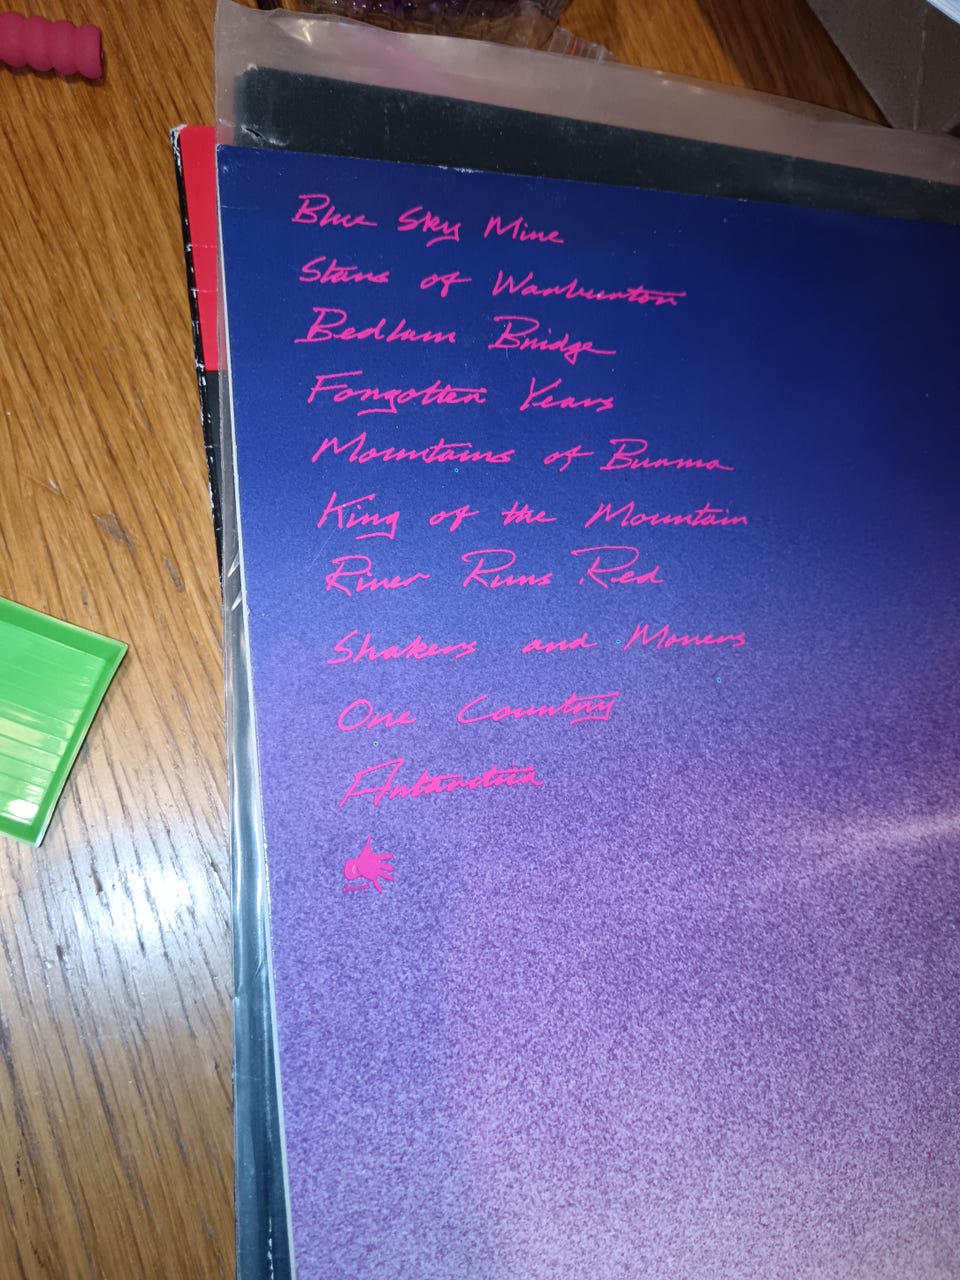 Blue Sky Mine
Stars of Warburton
Bedlam Bridge
Forgotten Years
Mountains of Burma
King of the Mountain
River Runs Red
Shakers and Movers
One Country
Antarctica